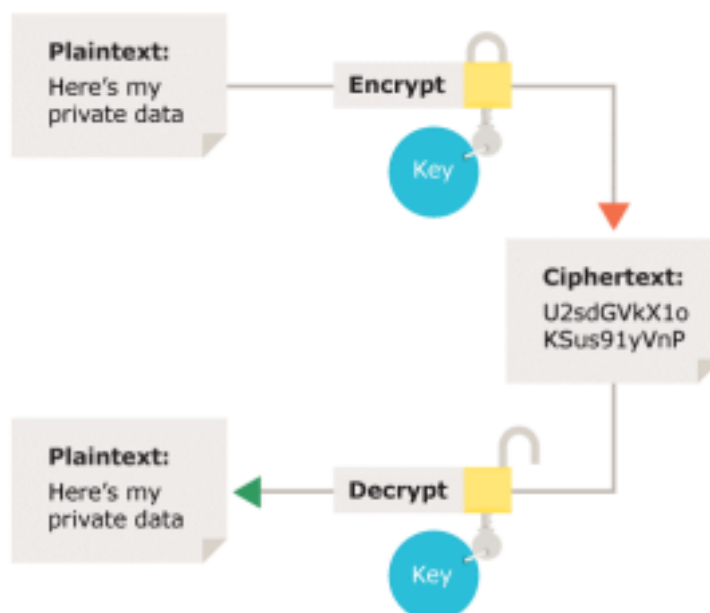 Plaintext:
Here's my
private data
Encrypt
Key
Ciphertext:
U2sdGVkX1o
KSus91yVnP
Plaintext:
Here's my
private data
Decrypt
Key